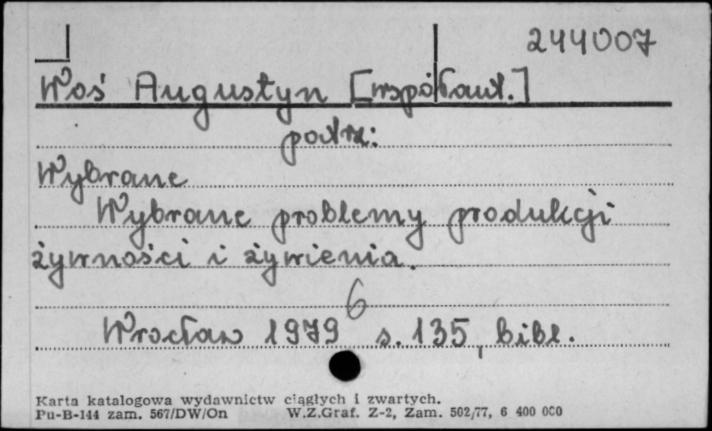 244007
Woś Augustyn [współaut.]
patrz:
Wybrane
Wybrane problemy produkcji
żywności i żywienia.
6
Wrocław 1979 s. 135, bibl.
Karta katalogowa wydawnictw ciągłych i zwartych.
Pu-B-144 zam. 567/DW/On W.Z.Graf. Z-2, Zam. 502/77, 6 400 000